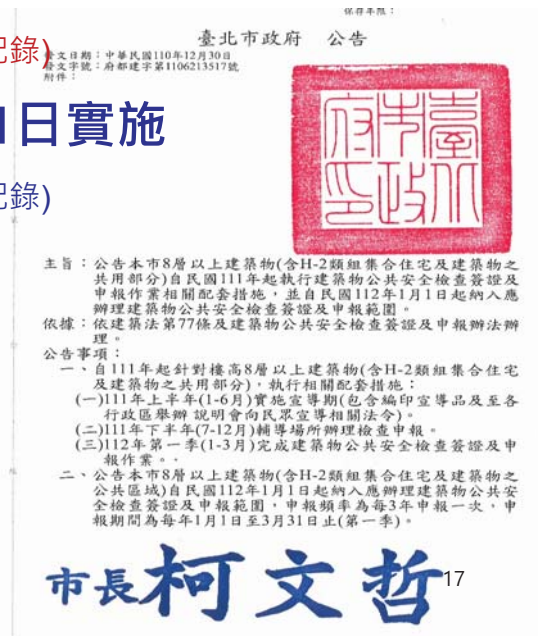 保存年限：
臺北市政府　公告
記錄)
發文日期：中華民國110年12月30日
發文字號：府都建字第1106213517號
附件：
1日實施
記錄)
臺北市政府印
主旨：公告本市8層以上建築物(含H-2類組集合住宅及建築物之
共用部分)自民國111年起執行建築物公共安全檢查簽證及
申報作業相關配套措施，並自民國112年1月1日起納入應
辦理建築物公共安全檢查簽證及申報範圍。
依據：依建築法第77條及建築物公共安全檢查簽證及申報辦法辦
理。
公告事項：
一、自111年起針對樓高8層以上建築物(含H-2類組集合住宅
及建築物之共用部分)，執行相關配套措施：
(一)111年上半年(1-6月)實施宣導期(包含編印宣導品及至各
行政區舉辦說明會向民眾宣導相關法令)。
(二)111年下半年(7-12月)輔導場所辦理檢查申報。
(三)112年第一季(1-3月)完成建築物公共安全檢查簽證及申
報作業。
二、公告本市8層以上建築物(含H-2類組集合住宅及建築物之
公共區域)自民國112年1月1日起納入應辦理建築物公共安
全檢查簽證及申報範圍，申報頻率為每3年申報一次，申
報期間為每年1月1日至3月31日止(第一季)。
市長柯文哲
17